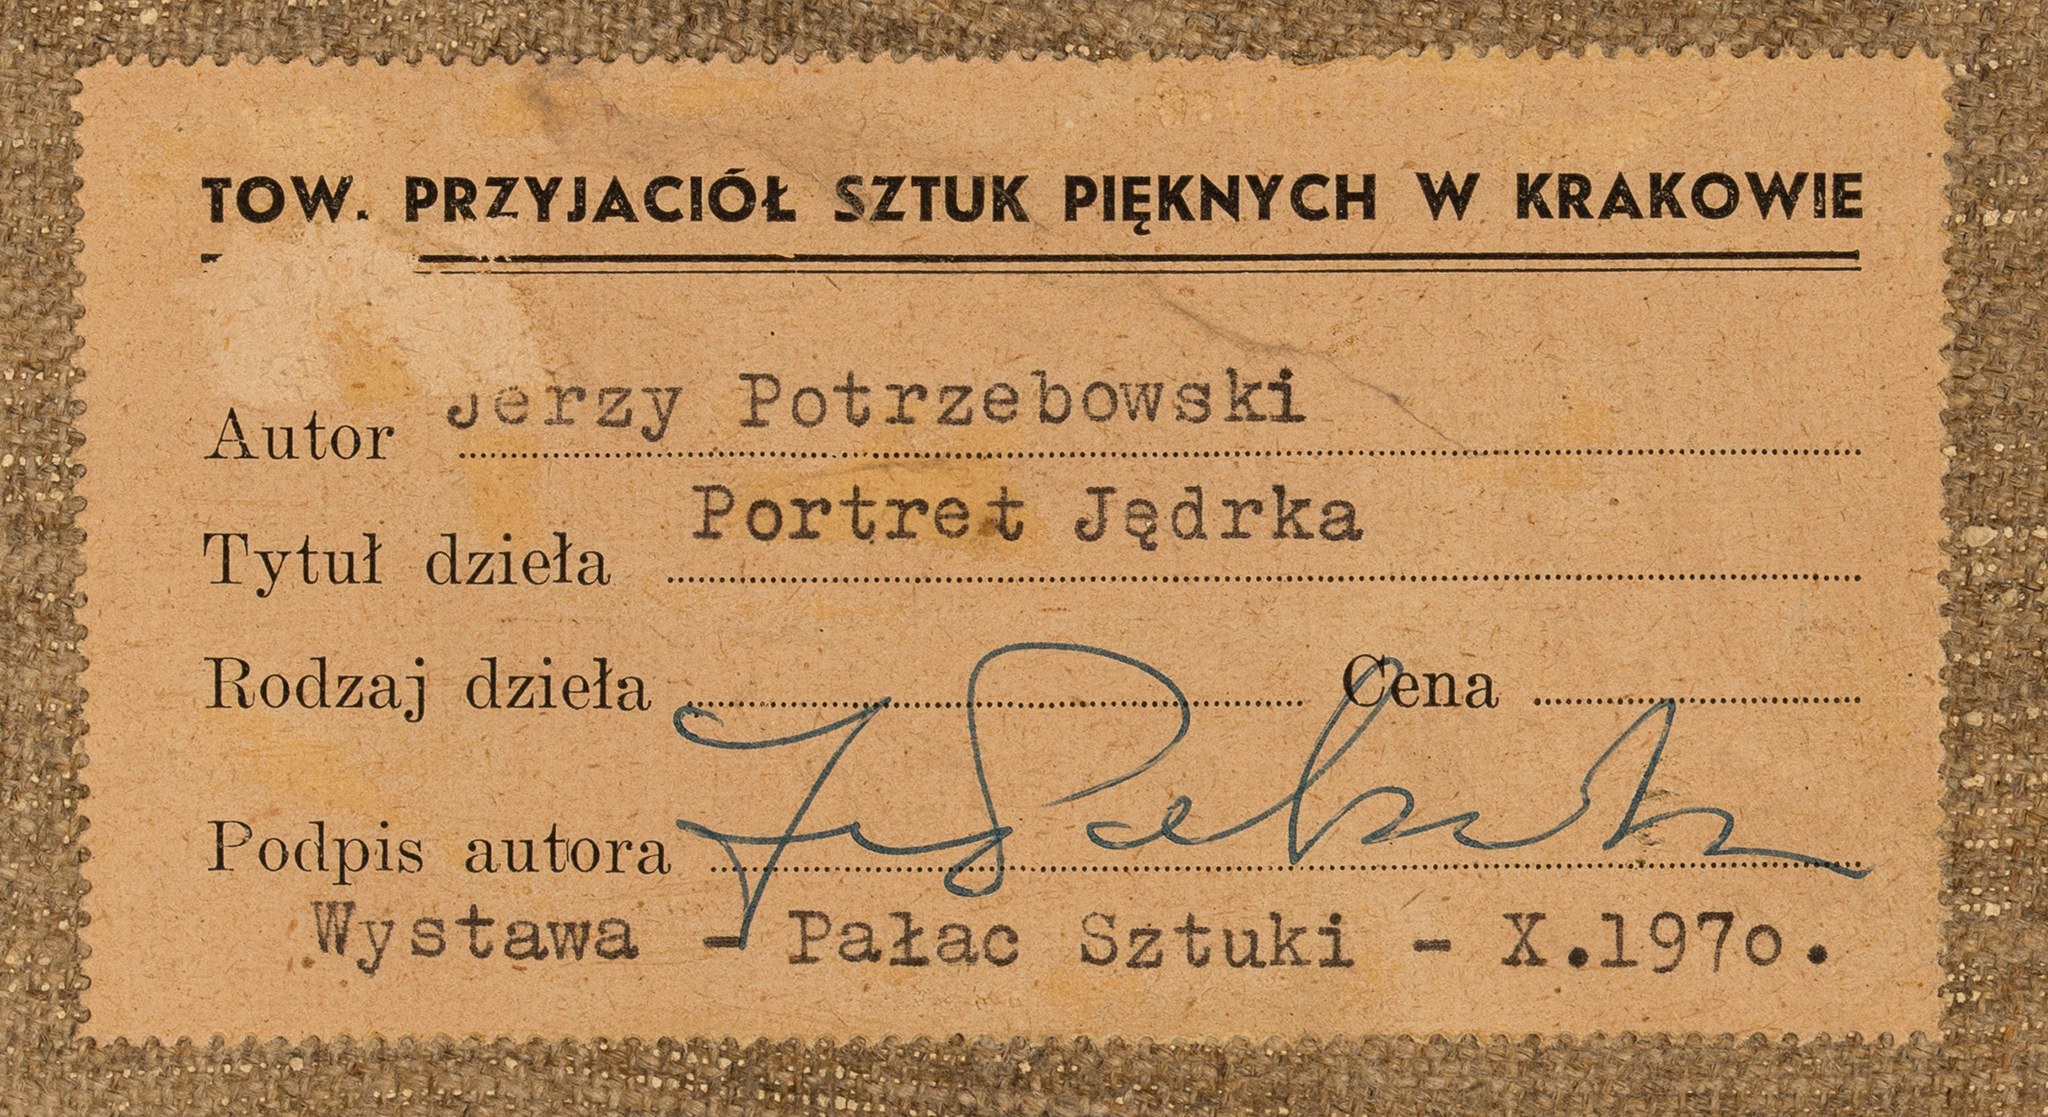 TOW. PRZYJACIÓŁ SZTUK PIĘKNYCH W KRAKOWIE
Autor Jerzy Potrzebowski
Tytuł dzieła Portret Jędrka
Rodzaj dzieła Cena
Podpis autora
Wystawa - Pałac Sztuki - X.1970.